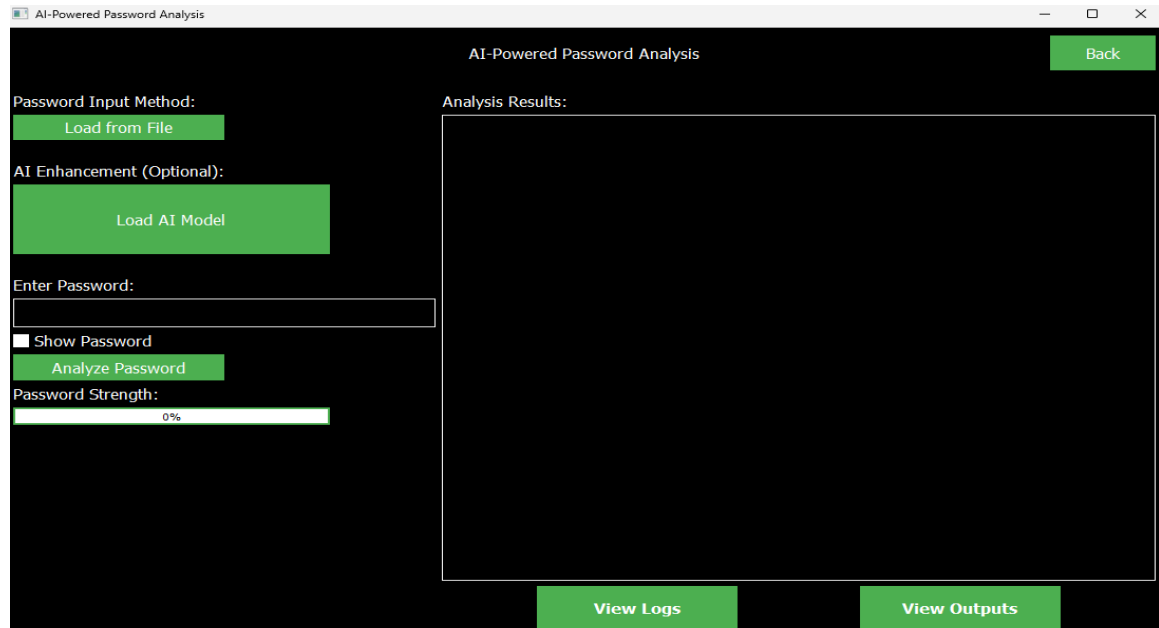 AI-Powered Password Analysis
AI-Powered Password Analysis
Back
Password Input Method:
Load from File
AI Enhancement (Optional):
Load AI Model
Enter Password:
Show Password
Analyze Password
Password Strength:
0%
Analysis Results:
View Logs
View Outputs